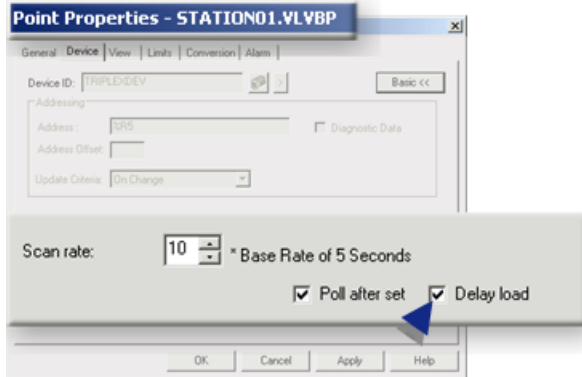 Point Properties - STATION01.VLVBP
General Device View Limits Conversion Alarm
Device ID: TRIPLEXDEV Basic <<
Addressing
Address : %R5 Diagnostic Data
Address Offset:
Update Criteria: On Change
Scan rate: 10 * Base Rate of 5 Seconds
Poll after set Delay load
OK Cancel Apply Help